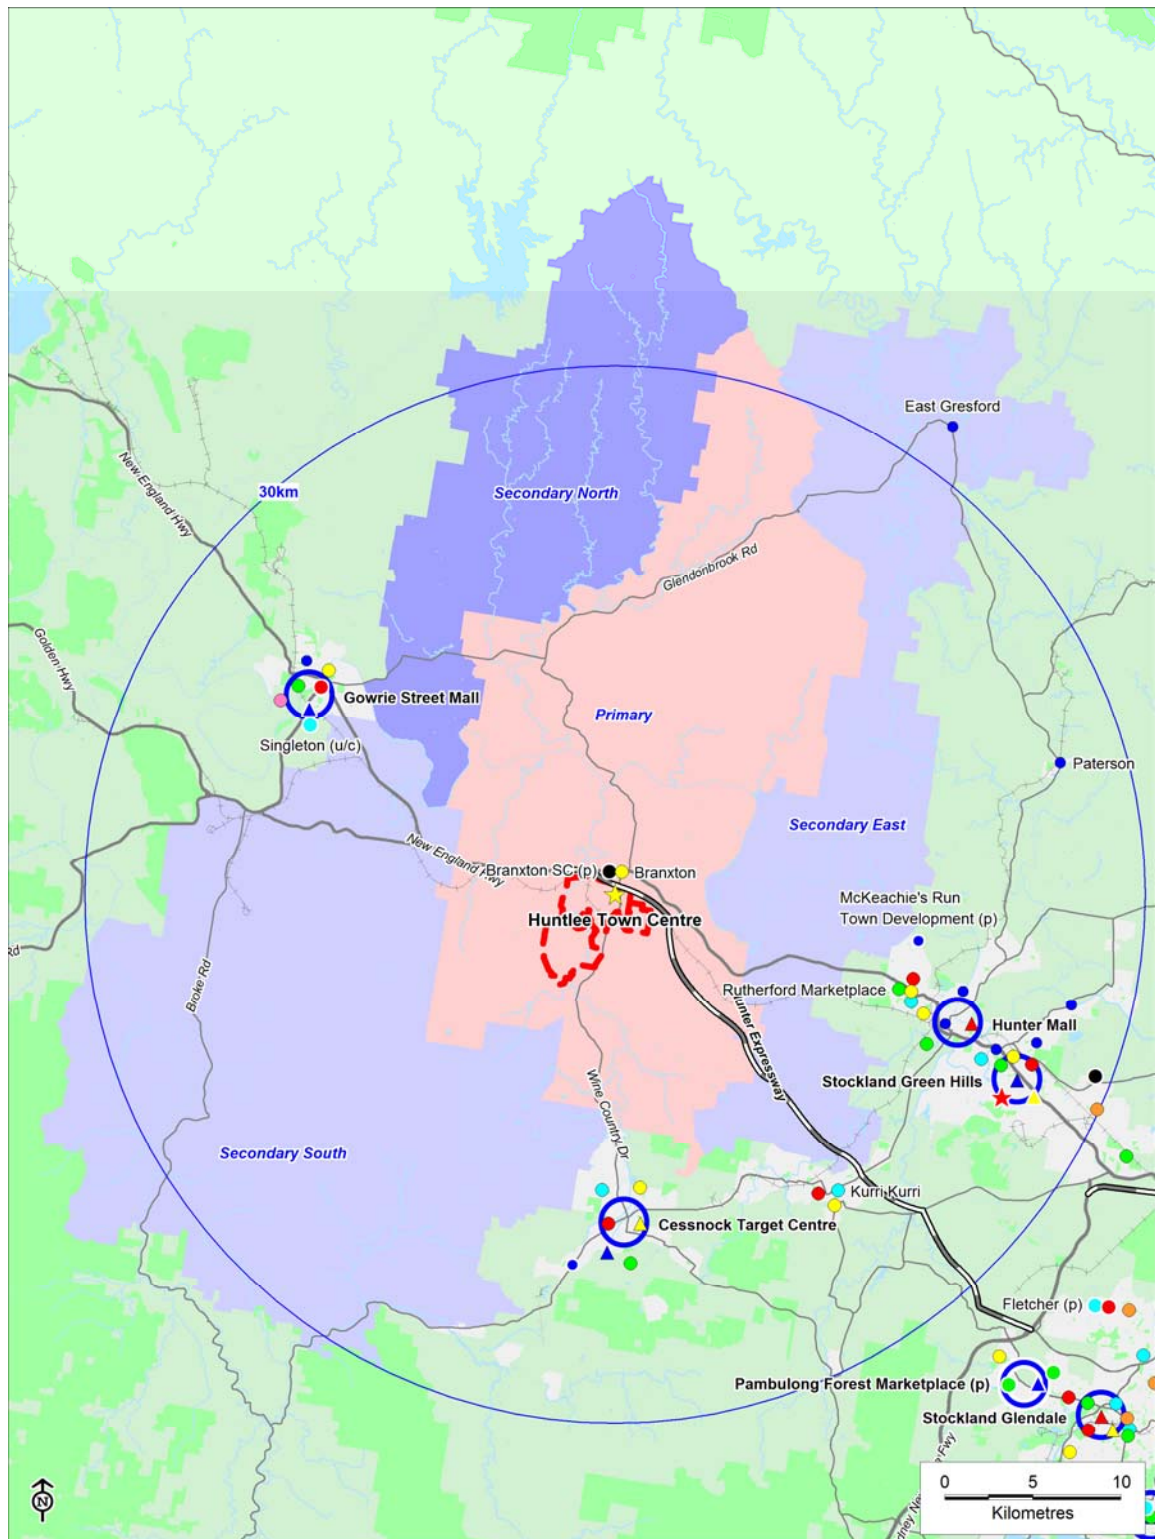 East Gresford
30km
Secondary North
New England Hwy
Glendonbrook Rd
Golden Hwy
Gowrie Street Mall
Primary
Singleton (u/c)
Paterson
Secondary East
New England Hwy
Branxton SC (p)
Branxton
McKeachie's Run
Town Development (p)
Huntlee Town Centre
Rd
Broke Rd
Rutherford Marketplace
Hunter Mall
Hunter Expressway
Stockland Green Hills
Wine Country Dr
Secondary South
Kurri Kurri
Cessnock Target Centre
Fletcher (p)
Pambulong Forest Marketplace (p)
Stockland Glendale
0 5 10
Kilometres
N